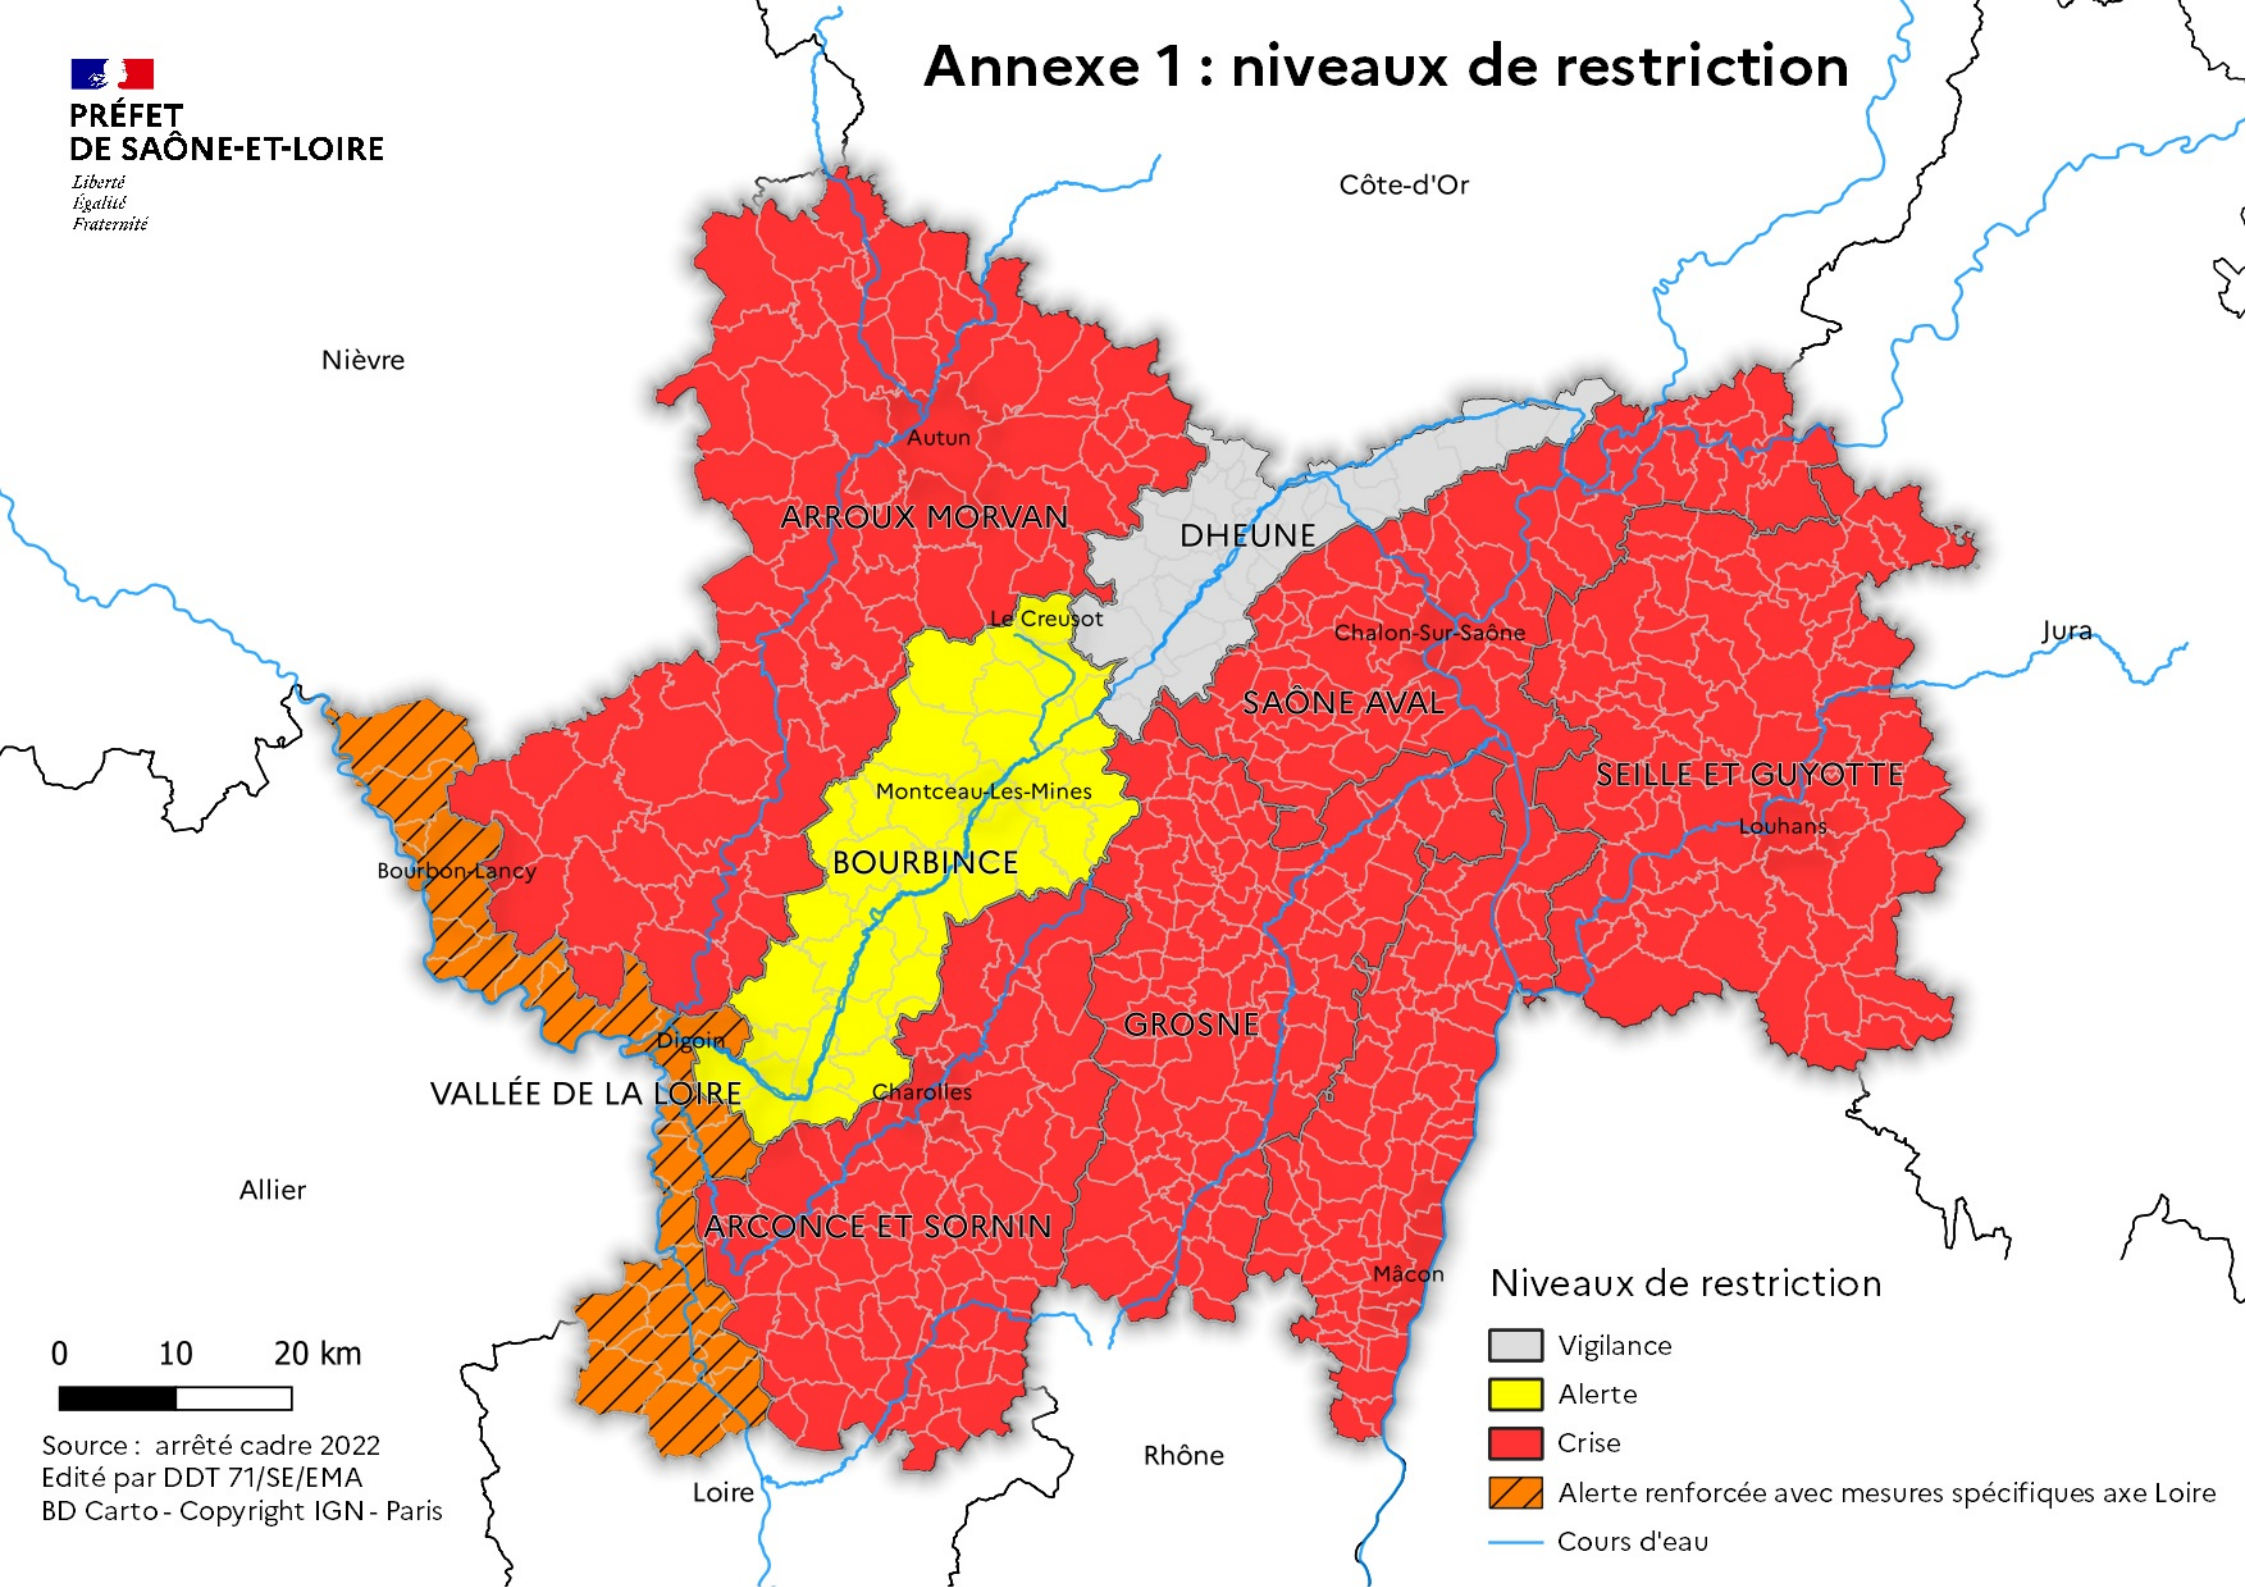 Annexe 1 : niveaux de restriction
PRÉFET
DE SAÔNE-ET-LOIRE
Liberté
Égalité
Fraternité
Côte-d'Or
Nièvre
Autun
ARROUX MORVAN
DHEUNE
Le Creusot
Chalon-Sur-Saône
Jura
SAÔNE AVAL
SEILLE ET GUYOTTE
Montceau-Les-Mines
Louhans
BOURBINCE
Bourbon-Lancy
GROSNE
Digoin
VALLÉE DE LA LOIRE
Charolles
Allier
ARCONCE ET SORNIN
Mâcon
Rhône
Loire
Niveaux de restriction
Vigilance
Alerte
Crise
Alerte renforcée avec mesures spécifiques axe Loire
Cours d'eau
0 10 20 km
Source : arrêté cadre 2022
Edité par DDT 71/SE/EMA
BD Carto - Copyright IGN - Paris